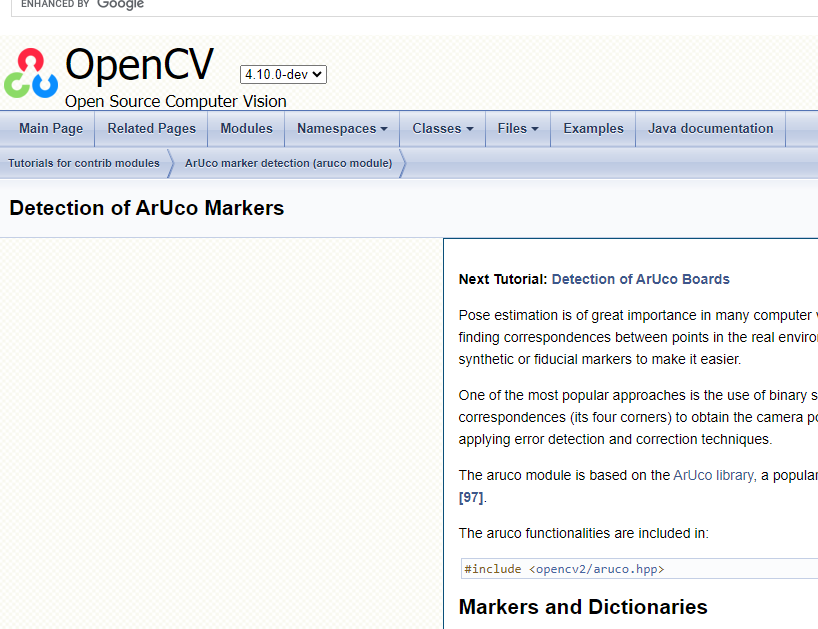 ENHANCED BY Google
OpenCV 4.10.0-dev
Open Source Computer Vision
Main Page Related Pages Modules Namespaces Classes Files Examples Java documentation
Tutorials for contrib modules ArUco marker detection (aruco module)
Detection of ArUco Markers
Next Tutorial: Detection of ArUco Boards
Pose estimation is of great importance in many computer
finding correspondences between points in the real
synthetic or fiducial markers to make it easier.
One of the most popular approaches is the use of binary
correspondences (its four corners) to obtain the camera
applying error detection and correction techniques.
The aruco module is based on the ArUco library, a popular
[97].
The aruco functionalities are included in:
#include <opencv2/aruco.hpp>
Markers and Dictionaries